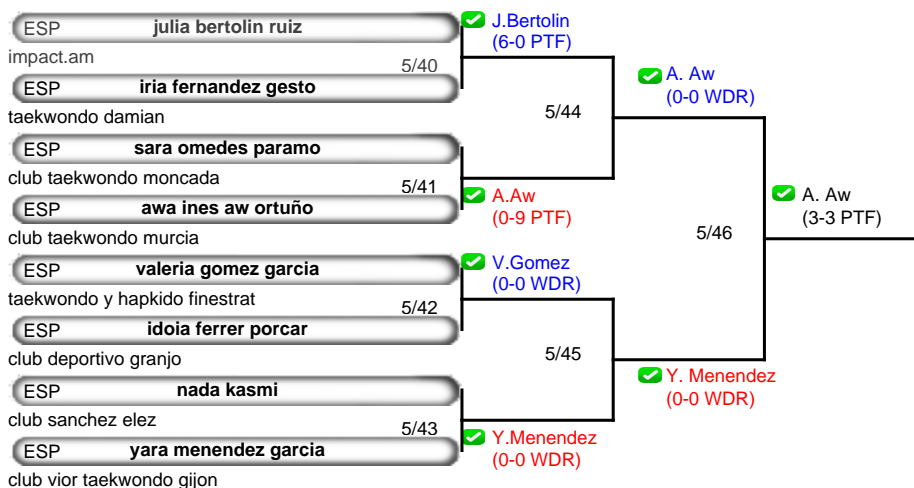 ESP julia bertolin ruiz
impact.am
5/40
ESP iria fernandez gesto
taekwondo damian
J.Bertolin
(6-0 PTF)
ESP sara omedes paramo
club taekwondo moncada
5/41
ESP awa ines aw ortuño
club taekwondo murcia
A.Aw
(0-9 PTF)
5/44
A. Aw
(0-0 WDR)
ESP valeria gomez garcia
taekwondo y hapkido finestrat
5/42
ESP idoia ferrer porcar
club deportivo granjo
V.Gomez
(0-0 WDR)
ESP nada kasmi
club sanchez elez
5/43
ESP yara menendez garcia
club vior taekwondo gijon
Y.Menendez
(0-0 WDR)
5/45
Y. Menendez
(0-0 WDR)
5/46
A. Aw
(3-3 PTF)